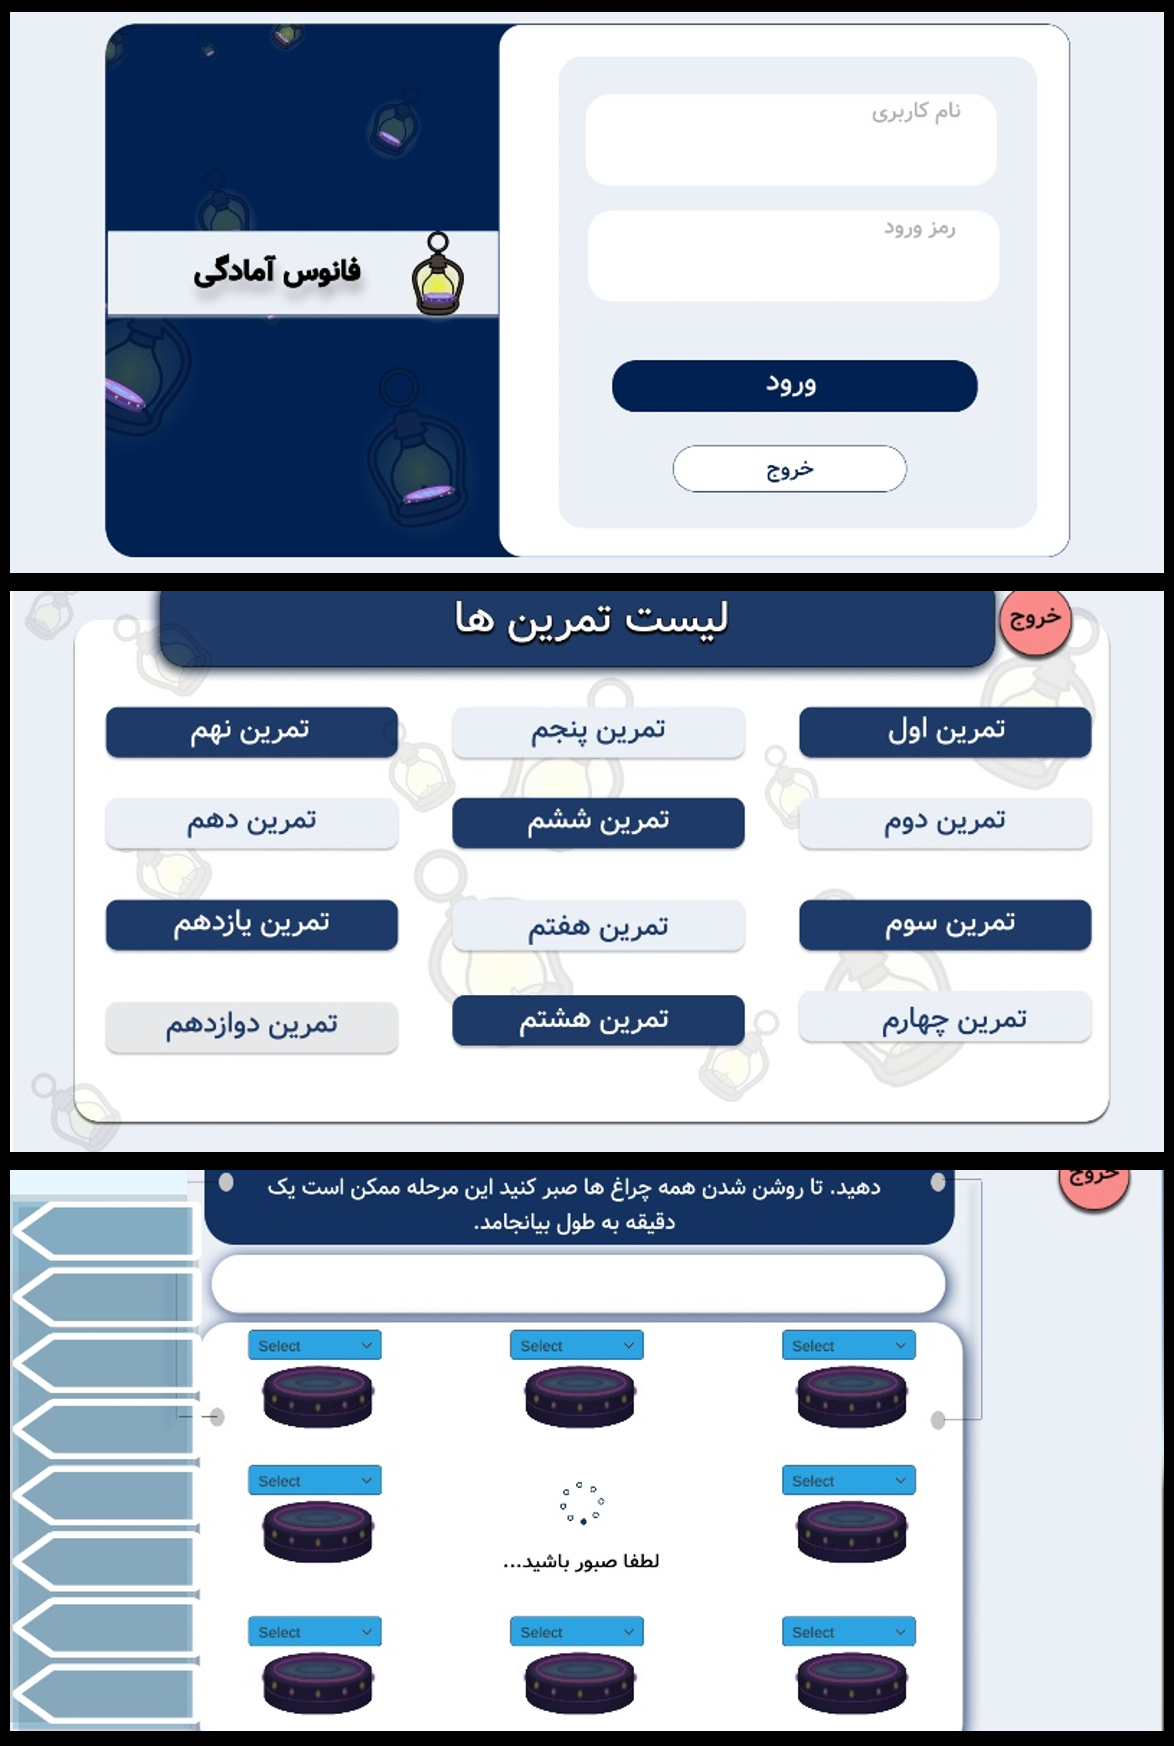 نام کاربری
رمز ورود
فانوس آمادگی
ورود
خروج
لیست تمرین ها
خروج
تمرین اول
تمرین پنجم
تمرین نهم
تمرین دوم
تمرین ششم
تمرین دهم
تمرین سوم
تمرین هفتم
تمرین یازدهم
تمرین چهارم
تمرین هشتم
تمرین دوازدهم
خروج
دهید. تا روشن شدن همه چراغ ها صبر کنید این مرحله ممکن است یک
دقیقه به طول بیانجامد.
Select
Select
Select
Select
Select
لطفا صبور باشید...
Select
Select
Select